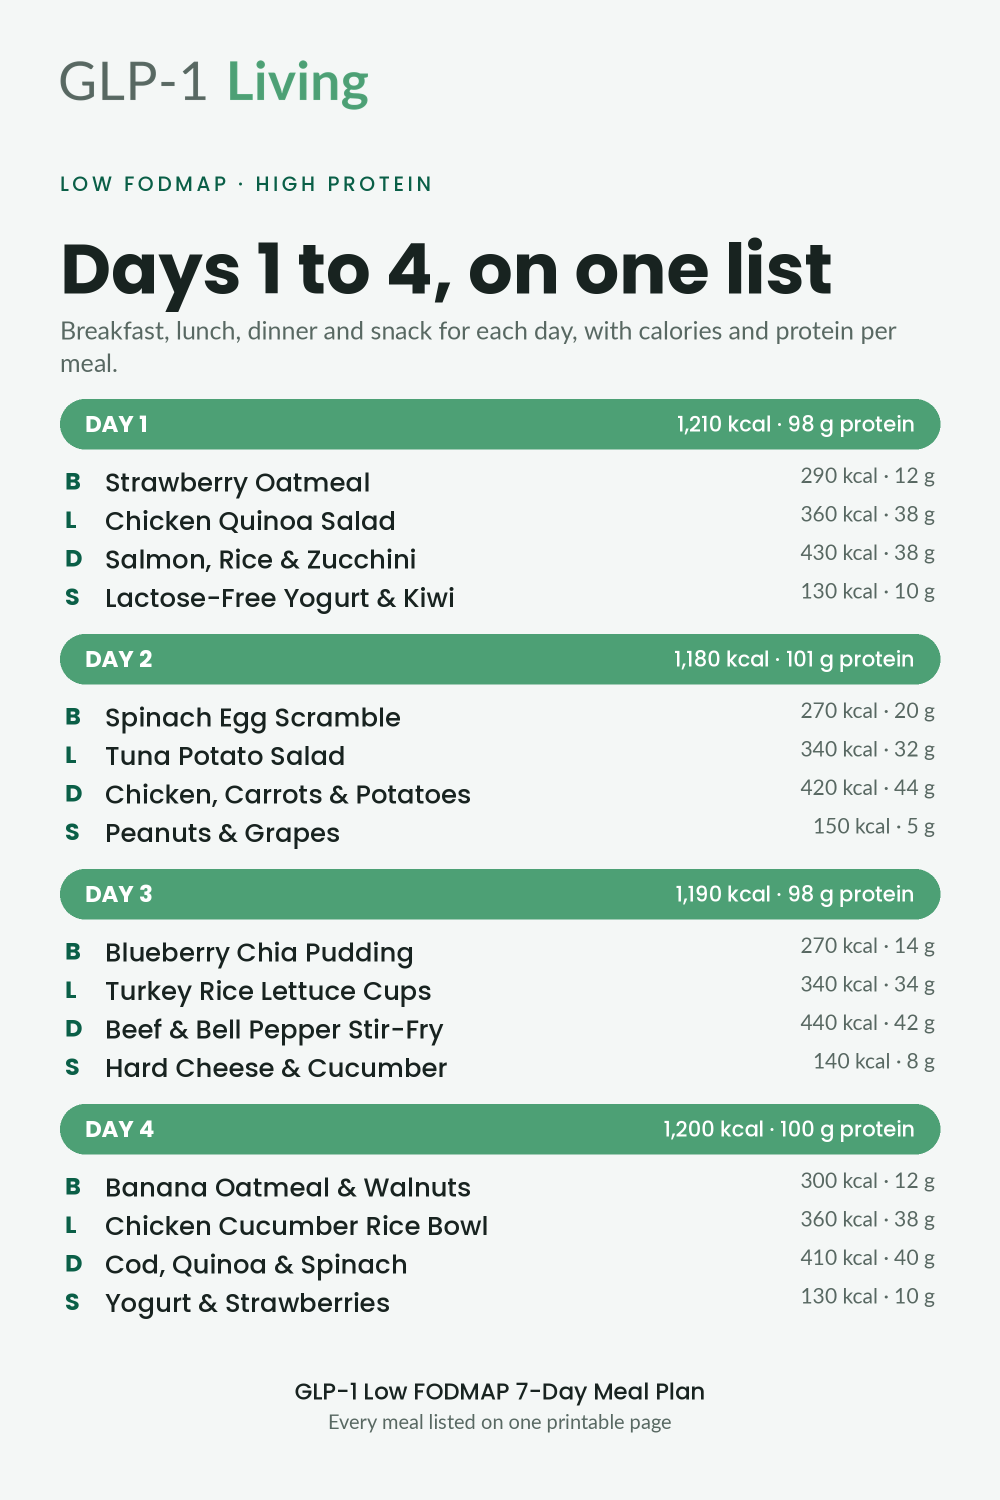 GLP-1 Living
LOW FODMAP · HIGH PROTEIN
Days 1 to 4, on one list
Breakfast, lunch, dinner and snack for each day, with calories and protein per
meal.
DAY 1 1,210 kcal · 98 g protein
B Strawberry Oatmeal 290 kcal · 12 g
L Chicken Quinoa Salad 360 kcal · 38 g
D Salmon, Rice & Zucchini 430 kcal · 38 g
S Lactose-Free Yogurt & Kiwi 130 kcal · 10 g
DAY 2 1,180 kcal · 101 g protein
B Spinach Egg Scramble 270 kcal · 20 g
L Tuna Potato Salad 340 kcal · 32 g
D Chicken, Carrots & Potatoes 420 kcal · 44 g
S Peanuts & Grapes 150 kcal · 5 g
DAY 3 1,190 kcal · 98 g protein
B Blueberry Chia Pudding 270 kcal · 14 g
L Turkey Rice Lettuce Cups 340 kcal · 34 g
D Beef & Bell Pepper Stir-Fry 440 kcal · 42 g
S Hard Cheese & Cucumber 140 kcal · 8 g
DAY 4 1,200 kcal · 100 g protein
B Banana Oatmeal & Walnuts 300 kcal · 12 g
L Chicken Cucumber Rice Bowl 360 kcal · 38 g
D Cod, Quinoa & Spinach 410 kcal · 40 g
S Yogurt & Strawberries 130 kcal · 10 g
GLP-1 Low FODMAP 7-Day Meal Plan
Every meal listed on one printable page